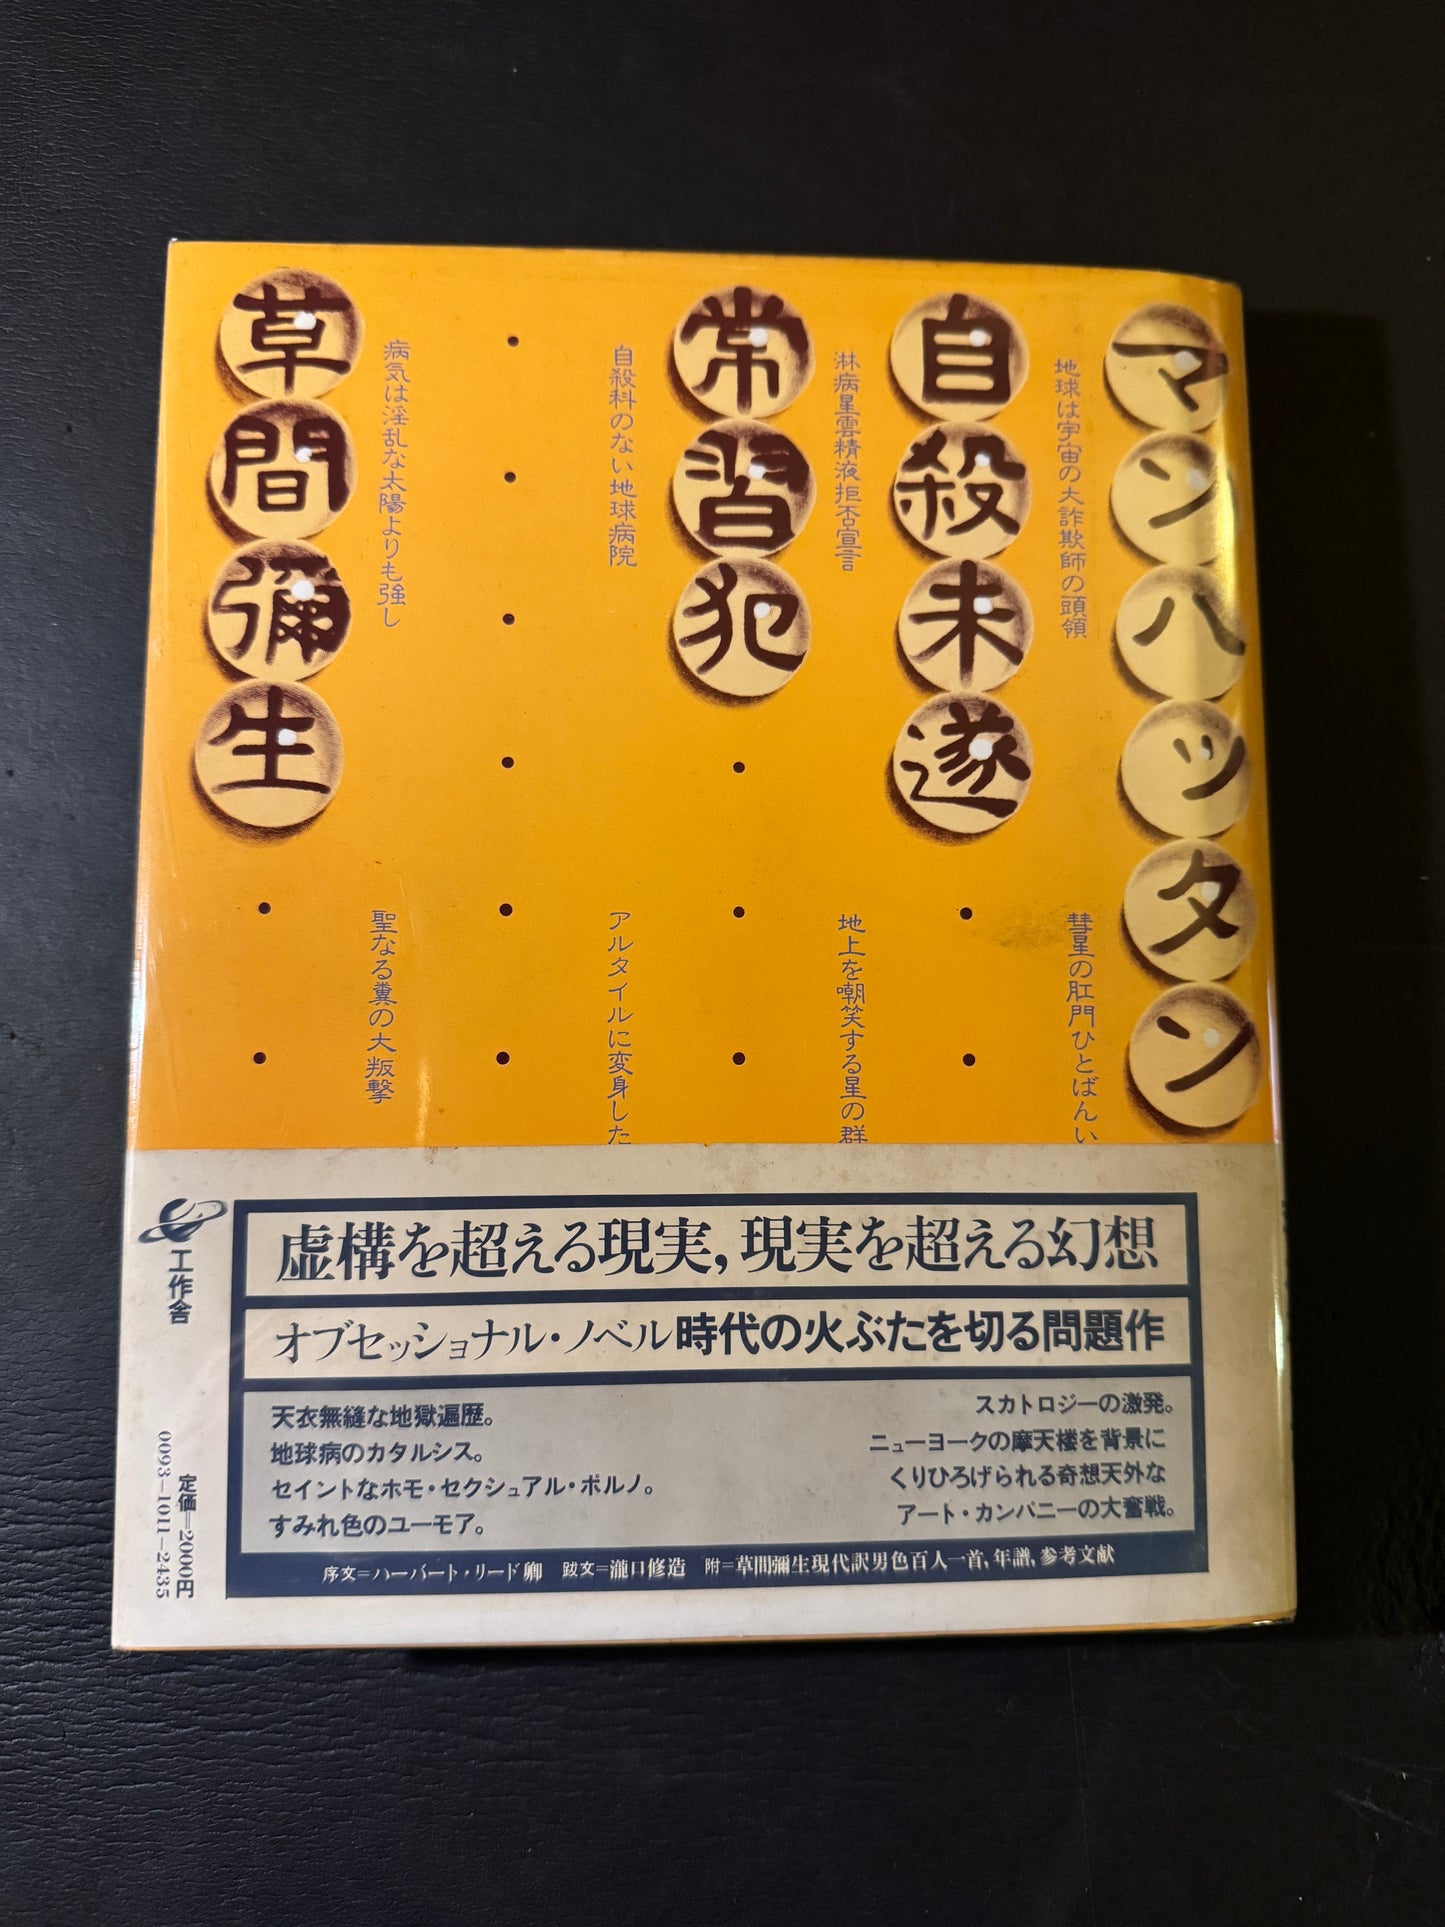 マンハッタン
地球は宇宙の大詐欺師の頭領
彗星の肛門ひとばんい
自殺未遂
淋病星雲精液拒否宣言
地上を嘲笑する星の群
常習犯
自殺科のない地球病院
アルタイルに変身した
病気は淫乱な太陽よりも強し
聖なる糞の大叛撃
草間彌生
虚構を超える現実，現実を超える幻想
オブセッショナル・ノベル時代の火ぶたを切る問題作
天衣無縫な地獄遍歴。
地球病のカタルシス。
セイントなホモ・セクシュアル・ポルノ。
すみれ色のユーモア。
スカトロジーの激発。
ニューヨークの摩天楼を背景に
くりひろげられる奇想天外な
アート・カンパニーの大奮戦。
序文=ハーバート・リード卿 跋文=瀧口修造 附=草間彌生現代訳男色百人一首，年譜，参考文献
工作舎
定価—2000円
0093—1011—2435